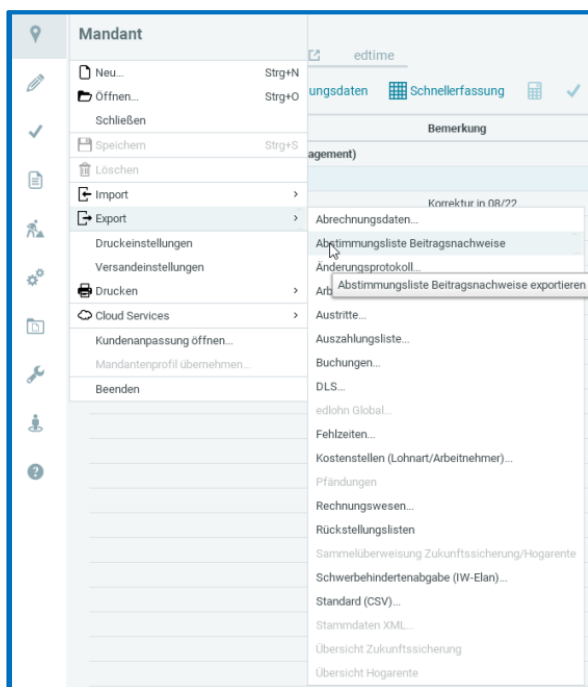 Mandant
edtime
Neu... Strg+N
Öffnen... Strg+O
ungsdaten Schnellerfassung
Schließen
Bemerkung
Speichern Strg+S
agement)
Löschen
Import
Korrektur in 08/22
Export
Abrechnungsdaten...
Druckeinstellungen
Abstimmungsliste Beitragsnachweise
Versandeinstellungen
Änderungsprotokoll...
Drucken
Arb
Abstimmungsliste Beitragsnachweise exportieren
Cloud Services
Austritte...
Kundenanpassung öffnen...
Auszahlungsliste...
Mandantenprofil übernehmen...
Buchungen...
Beenden
DLS...
edlohn Global...
Fehlzeiten...
Kostenstellen (Lohnart/Arbeitnehmer)...
Pfändungen
Rechnungswesen...
Rückstellungslisten
Sammelüberweisung Zukunftssicherung/Hogarente
Schwerbehindertenabgabe (IW-Elan)...
Standard (CSV)...
Stammdaten XML...
Übersicht Zukunftssicherung
Übersicht Hogarente